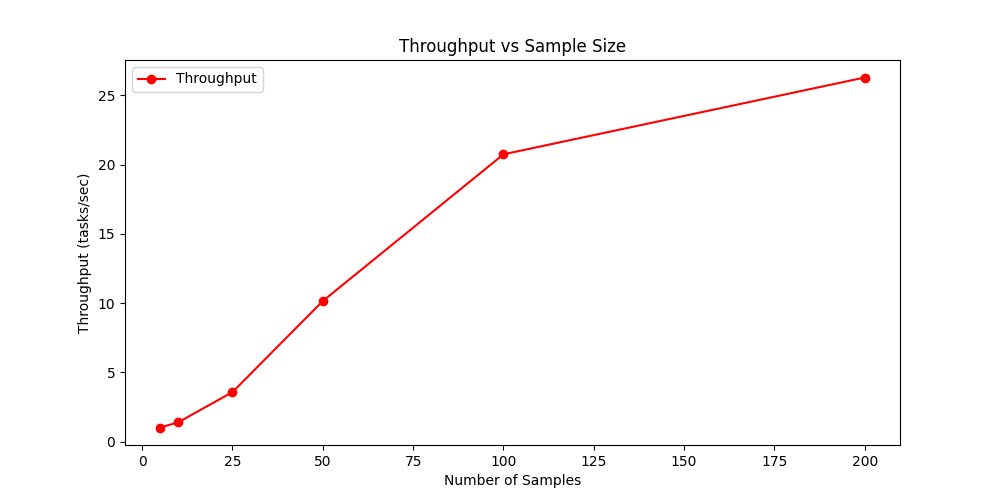 Throughput vs Sample Size
Throughput
Throughput (tasks/sec)
25
20
15
10
5
0
0 25 50 75 100 125 150 175 200
Number of Samples